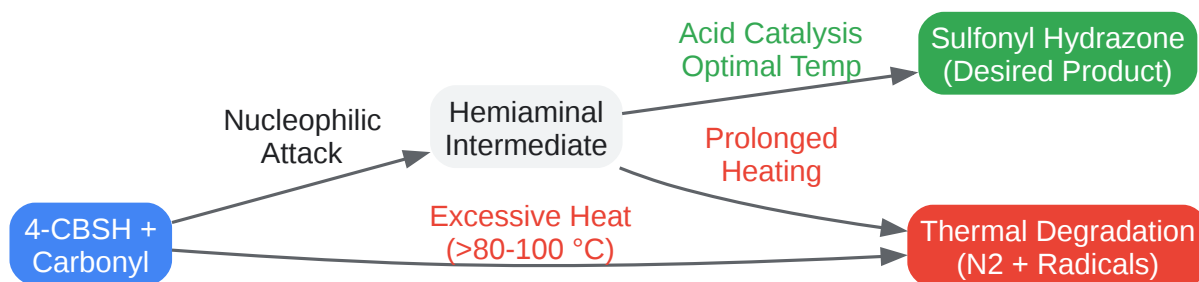 Acid Catalysis
Optimal Temp
Sulfonyl Hydrazone
(Desired Product)
Nucleophilic
Attack
Hemiaminal
Intermediate
Prolonged
Heating
4-CBSH +
Carbonyl
Excessive Heat
(>80-100 °C)
Thermal Degradation
(N2 + Radicals)